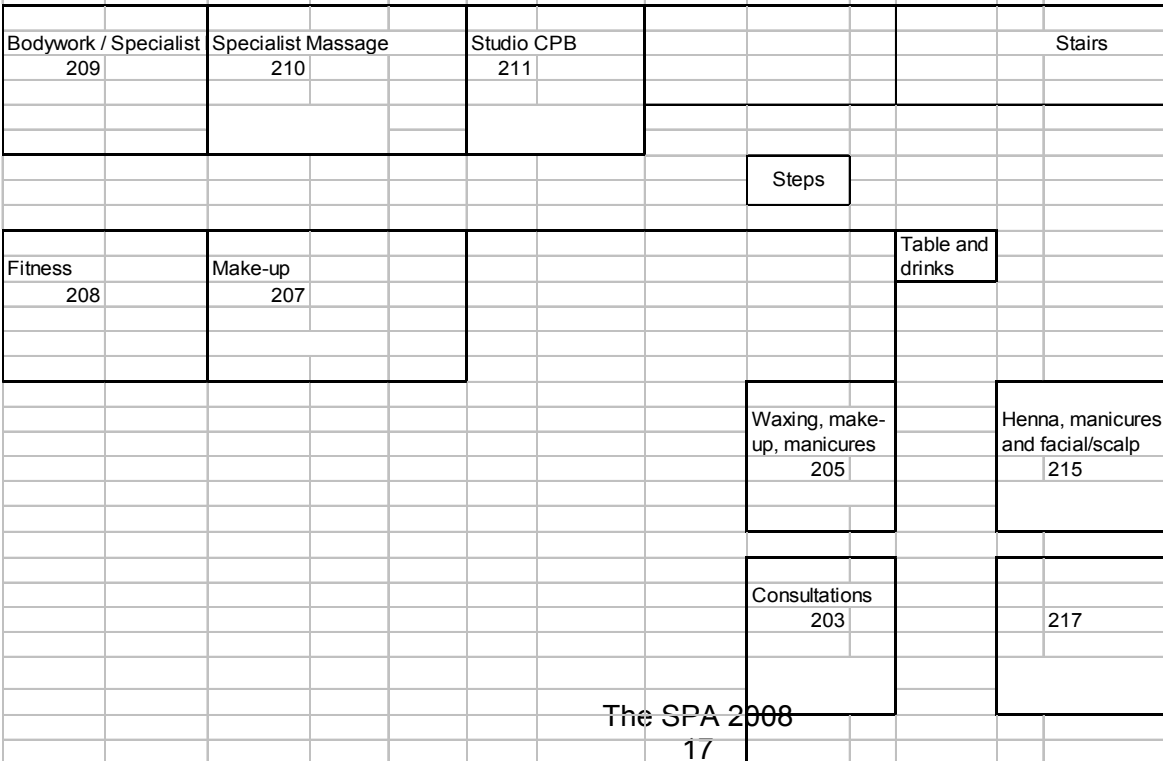 Bodywork / Specialist Specialist Massage Studio CPB Stairs
209 210 211
Steps
Table and
drinks
Fitness Make-up
208 207
Waxing, make-
up, manicures
205
Henna, manicures
and facial/scalp
215
Consultations
203 217
The SPA 2008
17